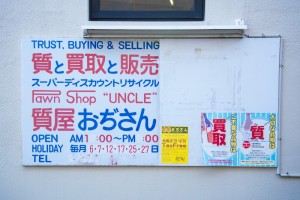 TRUST, BUYING & SELLING
質と買取と販売
スーパーディスカウントリサイクル
Pawn Shop "UNCLE"
質屋おぢさん
OPEN AM 1 :00～PM :00
HOLIDAY 毎月 6・7・12・17・25・27日
TEL
買取
質